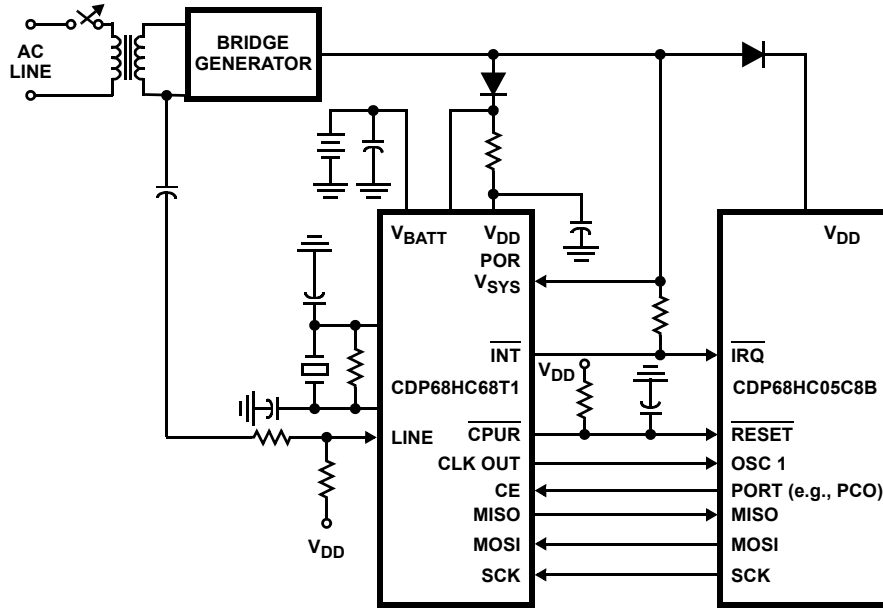 AC
LINE
BRIDGE
GENERATOR
VBATT
VDD
POR
VSYS
VDD
INT
IRQ
VDD
CDP68HC68T1
CDP68HC05C8B
LINE
CPUR
RESET
CLK OUT
OSC 1
CE
PORT (e.g., PCO)
MISO
MISO
VDD
MOSI
MOSI
SCK
SCK